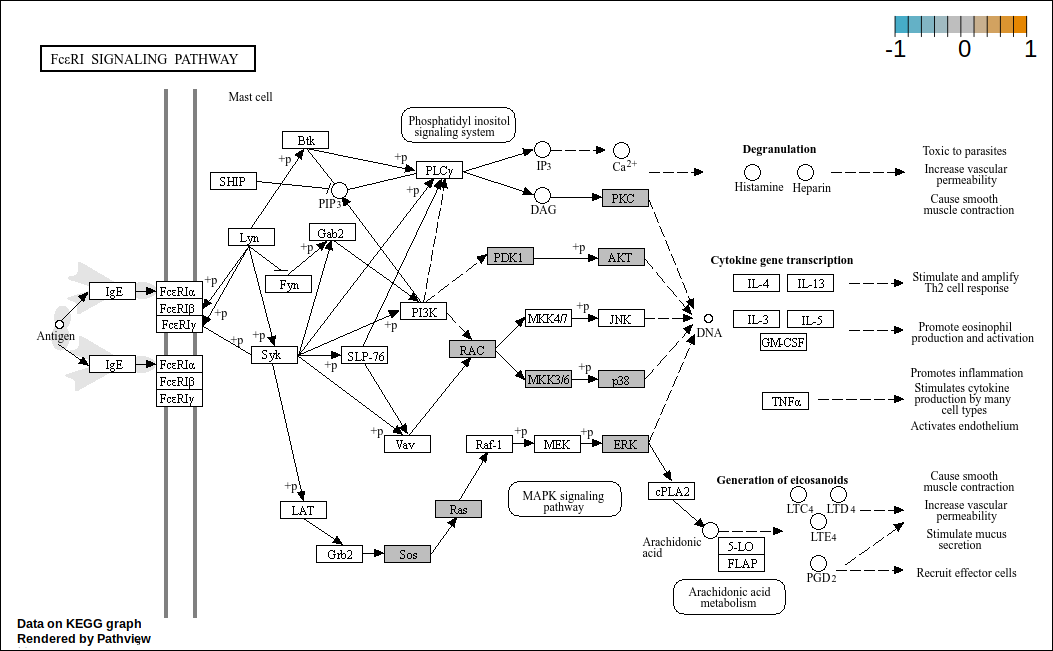 -1 0 1
FcεRI SIGNALING PATHWAY
Mast cell
Phosphatidyl inositol
signaling system
Btk
+p
+p
PLCγ
+p
IP3
Ca2+
SHIP
PIP3
DAG
PKC
Degranulation
Histamine
Heparin
Toxic to parasites
Increase vascular
permeability
Cause smooth
muscle contraction
Lyn
Gab2
+p
Fyn
PDK1
+p
AKT
Cytokine gene transcription
IL-4
IL-13
IL-3
IL-5
GM-CSF
Stimulate and amplify
Th2 cell response
Promote eosinophil
production and activation
IgE
FcεRIα
FcεRIβ
FcεRIγ
+p
+p
Antigen
IgE
FcεRIα
FcεRIβ
FcεRIγ
+p
+p
Syk
+p
SLP-76
PI3K
+p
MKK4/7
+p
JNK
DNA
RAC
MKK3/6
+p
p38
TNFα
Promotes inflammation
Stimulates cytokine
production by many
cell types
Activates endothelium
+p
Vav
Raf-1
+p
MEK
+p
ERK
+p
LAT
Grb2
Sos
Ras
MAPK signaling
pathway
cPLA2
Generation of eicosanoids
LTC4
LTD4
LTE4
Arachidonic
acid
5-LO
FLAP
PGD2
Arachidonic acid
metabolism
Cause smooth
muscle contraction
Increase vascular
permeability
Stimulate mucus
secretion
Recruit effector cells
Data on KEGG graph
Rendered by Pathview